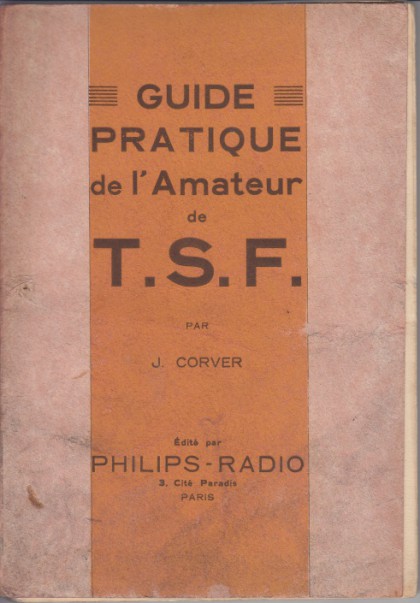 GUIDE
PRATIQUE
de l'Amateur
de
T.S.F.
PAR
J. CORVER
Édité par
PHILIPS-RADIO
3, Cité Paradis
PARIS